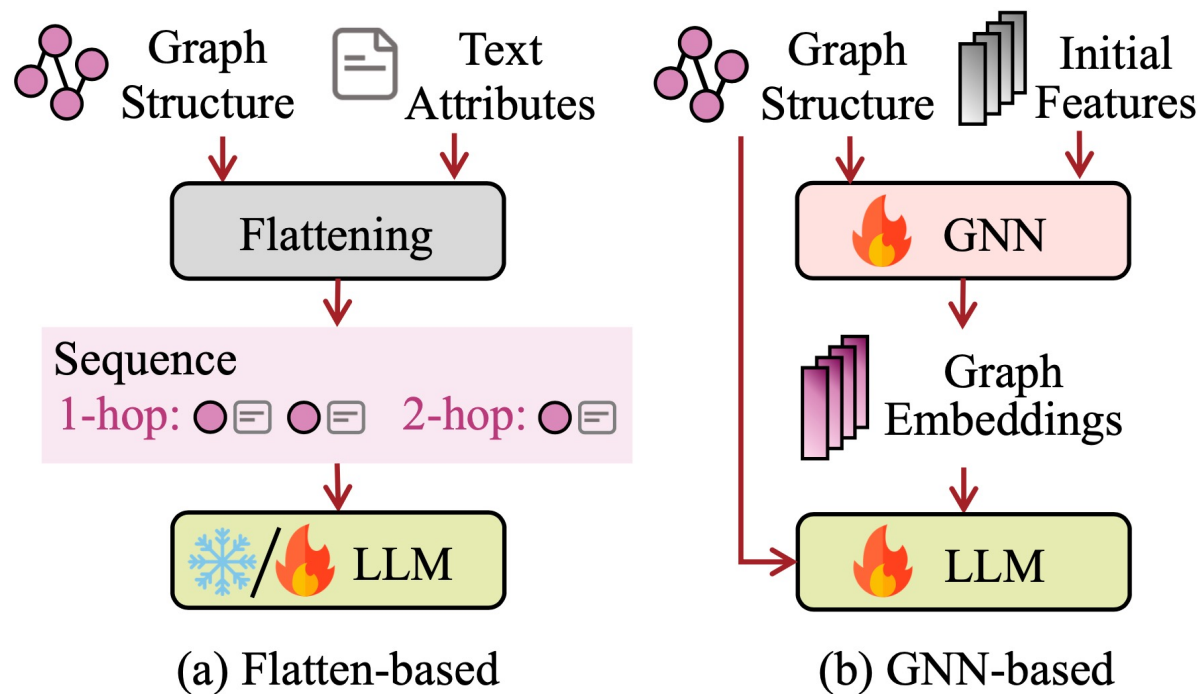 Graph
Structure
Text
Attributes
Flattening
Sequence
1-hop: 2-hop:
LLM
(a) Flatten-based
Graph
Structure
Initial
Features
GNN
Graph
Embeddings
LLM
(b) GNN-based